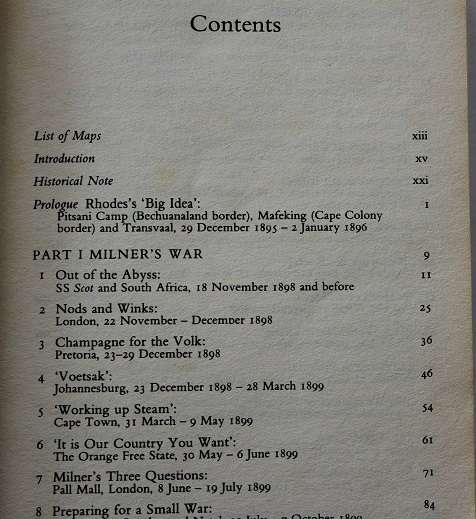 Contents
List of Maps xiii
Introduction xv
Historical Note xxi
Prologue Rhodes's 'Big Idea': 1
Pitsani Camp (Bechuanaland border), Mafeking (Cape Colony
border) and Transvaal, 29 December 1895 – 2 January 1896
PART I MILNER'S WAR 9
1 Out of the Abyss: 11
SS Scot and South Africa, 18 November 1898 and before
2 Nods and Winks: 25
London, 22 November – December 1898
3 Champagne for the Volk: 36
Pretoria, 23–29 December 1898
4 'Voetsak': 46
Johannesburg, 23 December 1898 – 28 March 1899
5 'Working up Steam': 54
Cape Town, 31 March – 9 May 1899
6 'It is Our Country You Want': 61
The Orange Free State, 30 May – 6 June 1899
7 Milner's Three Questions: 71
Pall Mall, London, 8 June – 19 July 1899
8 Preparing for a Small War: 84
October 1899